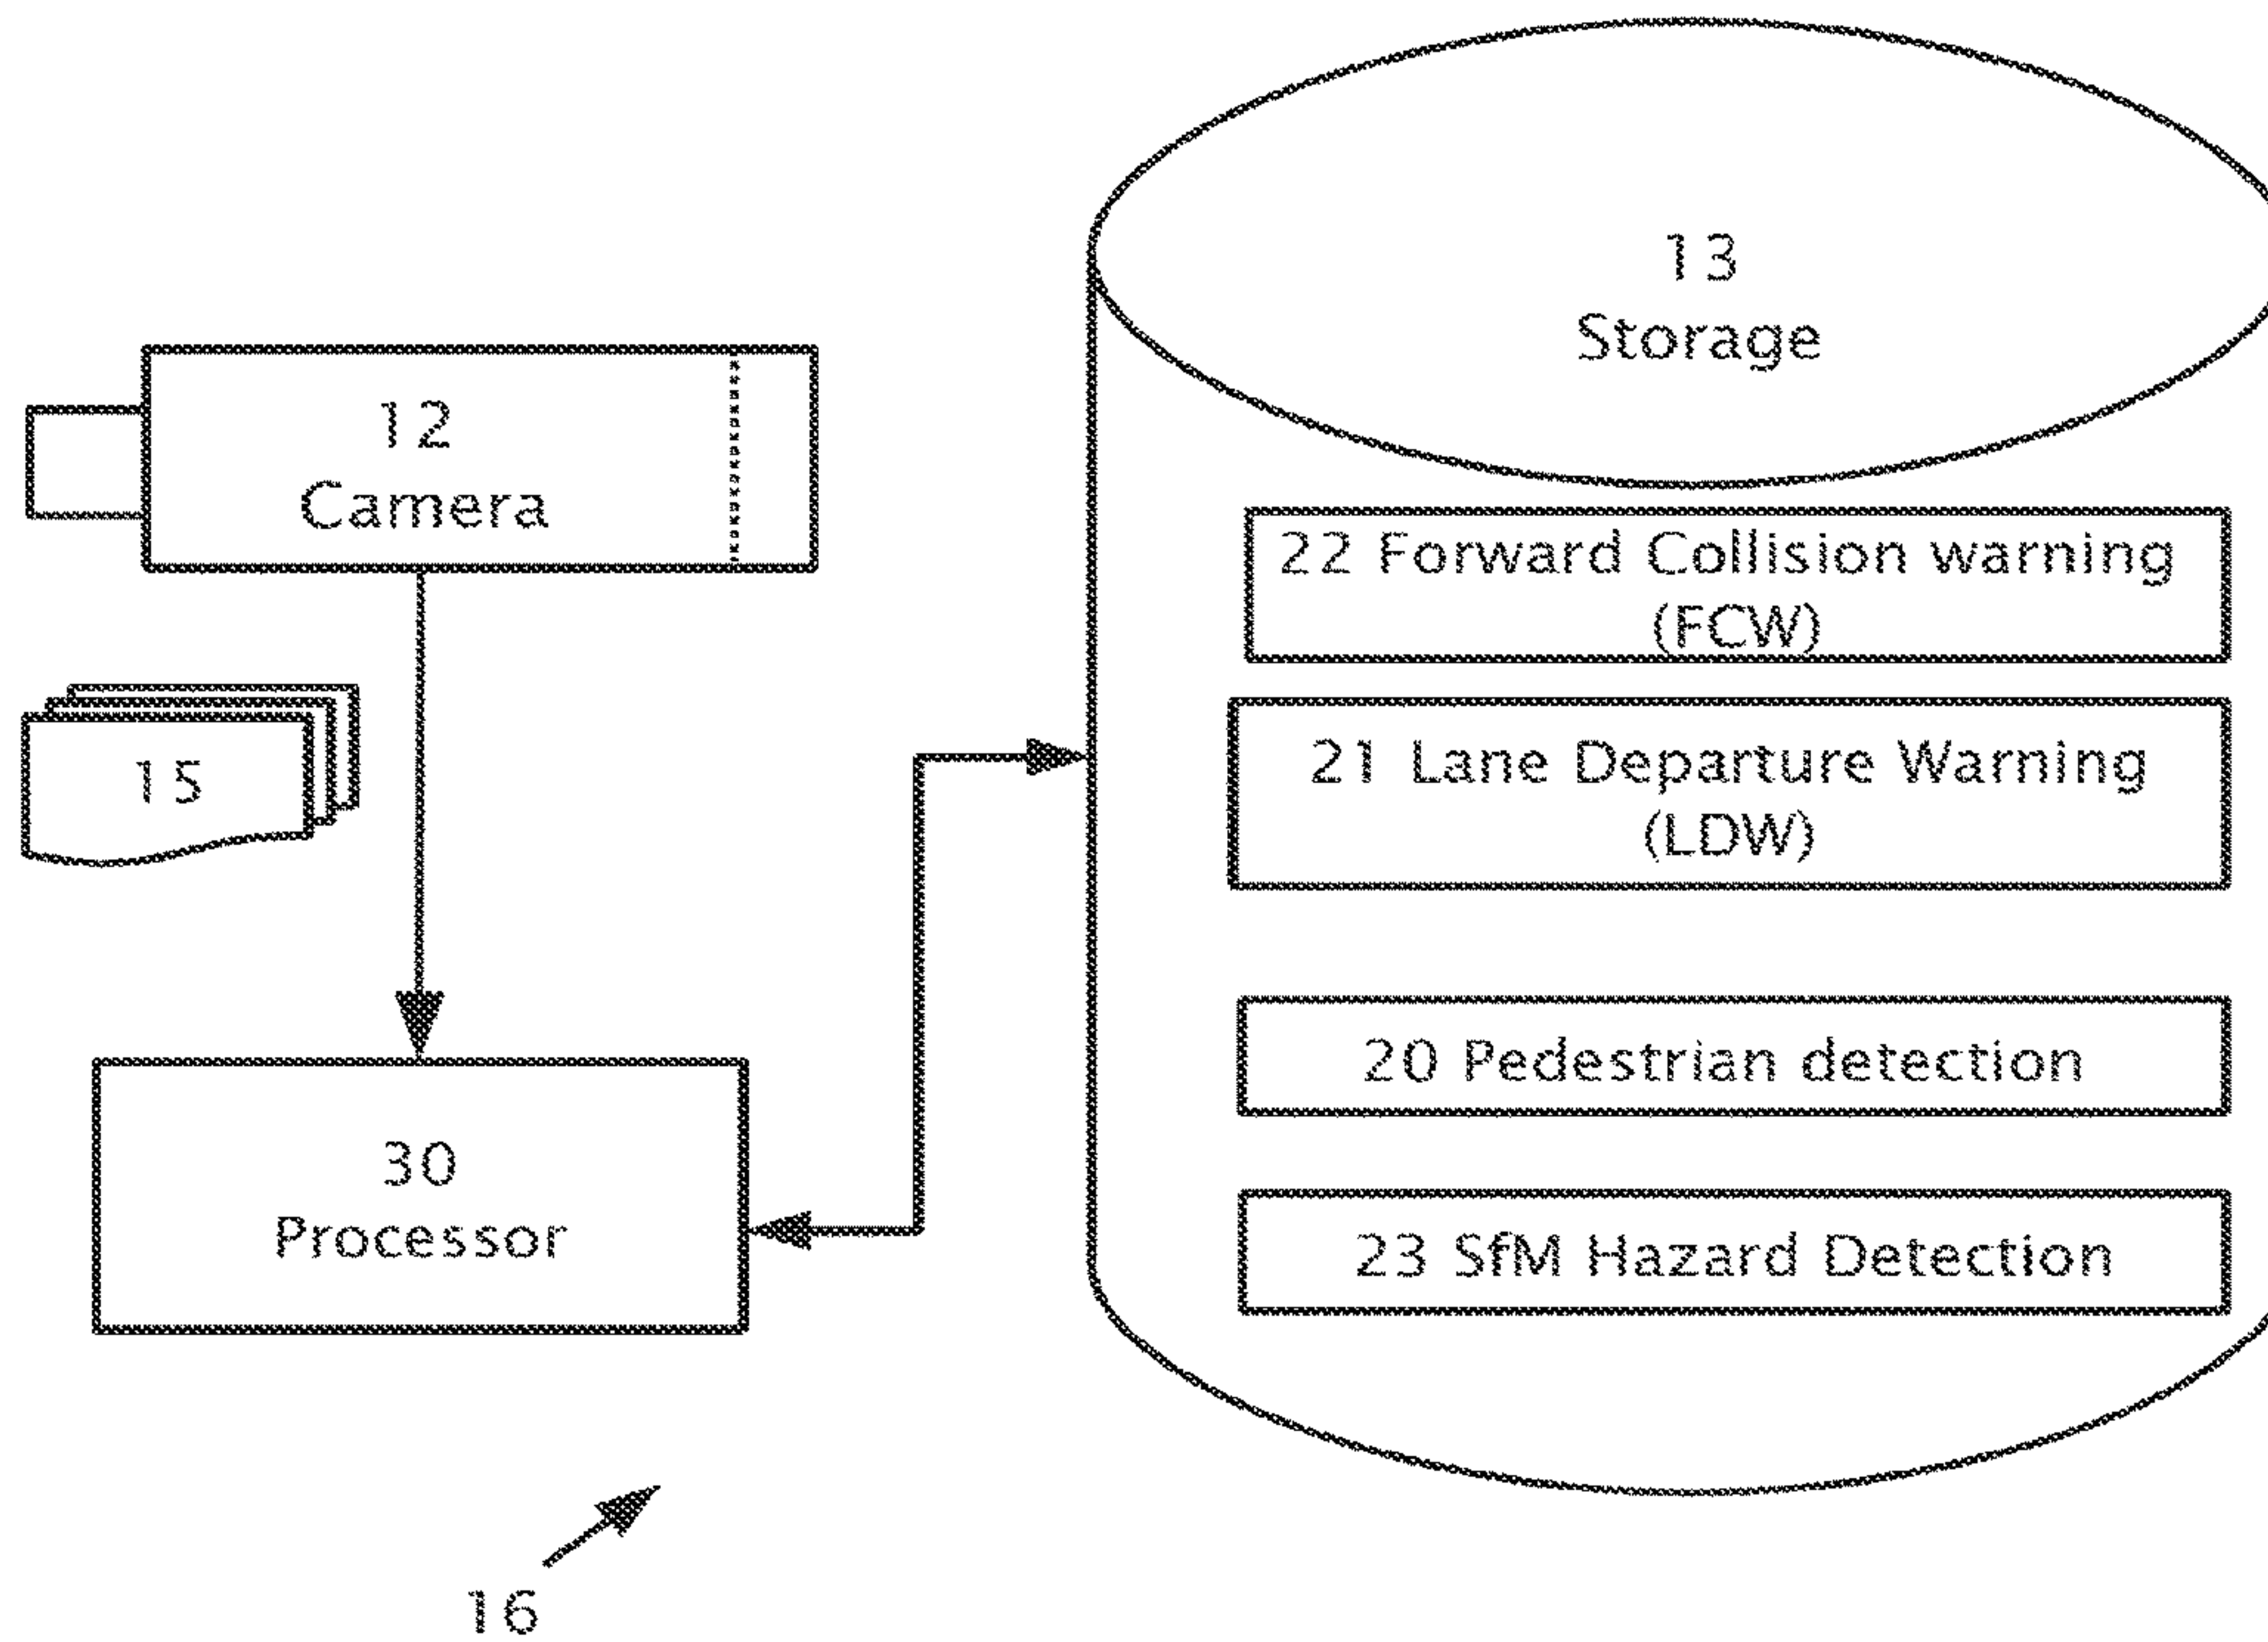 13
Storage
12
Camera
22 Forward Collision warning
(FCW)
21 Lane Departure Warning
(LDW)
15
20 Pedestrian detection
30
Processor
23 SfM Hazard Detection
16